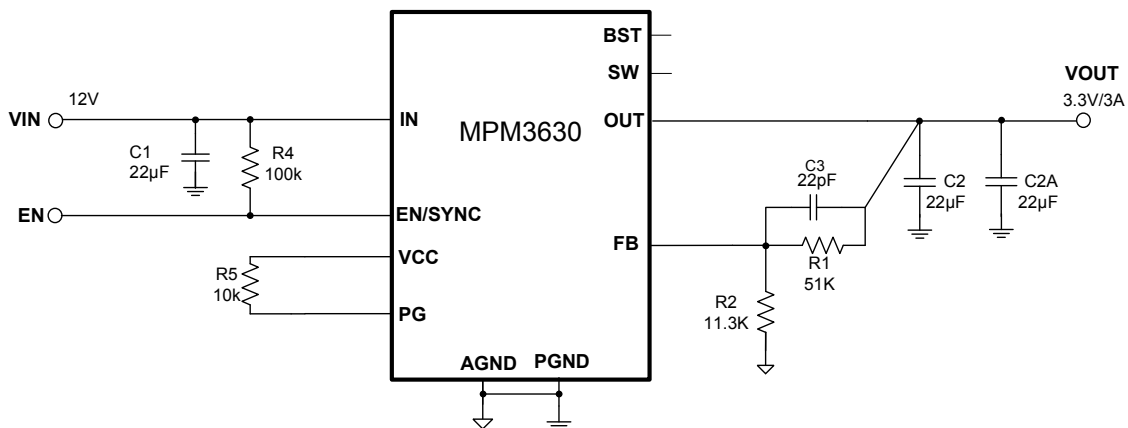 BST
SW
VOUT
12V
3.3V/3A
VIN
IN
MPM3630
OUT
C1
22µF
R4
100k
C3
22pF
C2
22µF
C2A
22µF
EN
EN/SYNC
FB
VCC
R1
51K
R5
10k
R2
11.3K
PG
AGND
PGND